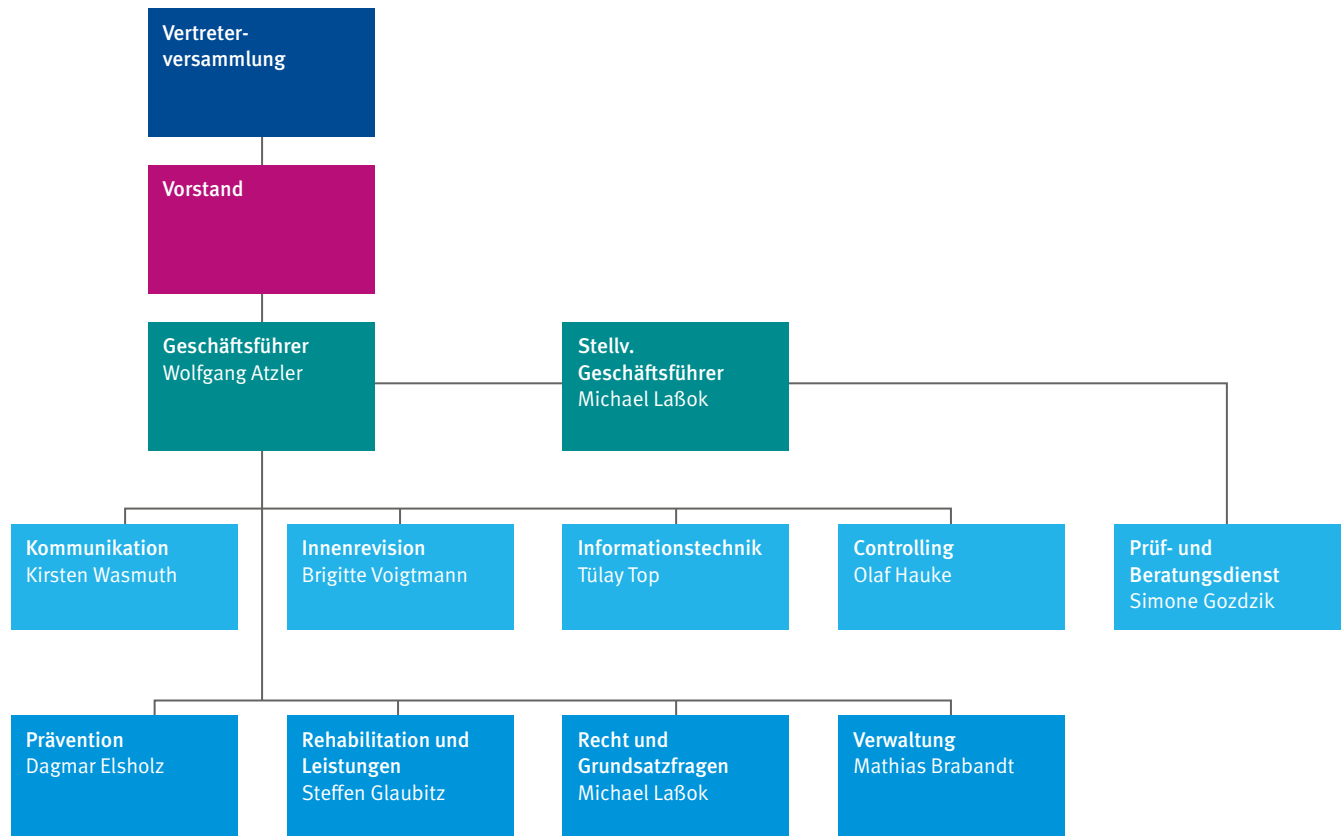 Vertreter-
versammlung
Vorstand
Geschäftsführer
Wolfgang Atzler
Stellv.
Geschäftsführer
Michael Laßok
Kommunikation
Kirsten Wasmuth
Innenrevision
Brigitte Voigtmann
Informationstechnik
Tülay Top
Controlling
Olaf Hauke
Prüf- und
Beratungsdienst
Simone Gozdzik
Prävention
Dagmar Elsholz
Rehabilitation und
Leistungen
Steffen Glaubitz
Recht und
Grundsatzfragen
Michael Laßok
Verwaltung
Mathias Brabandt